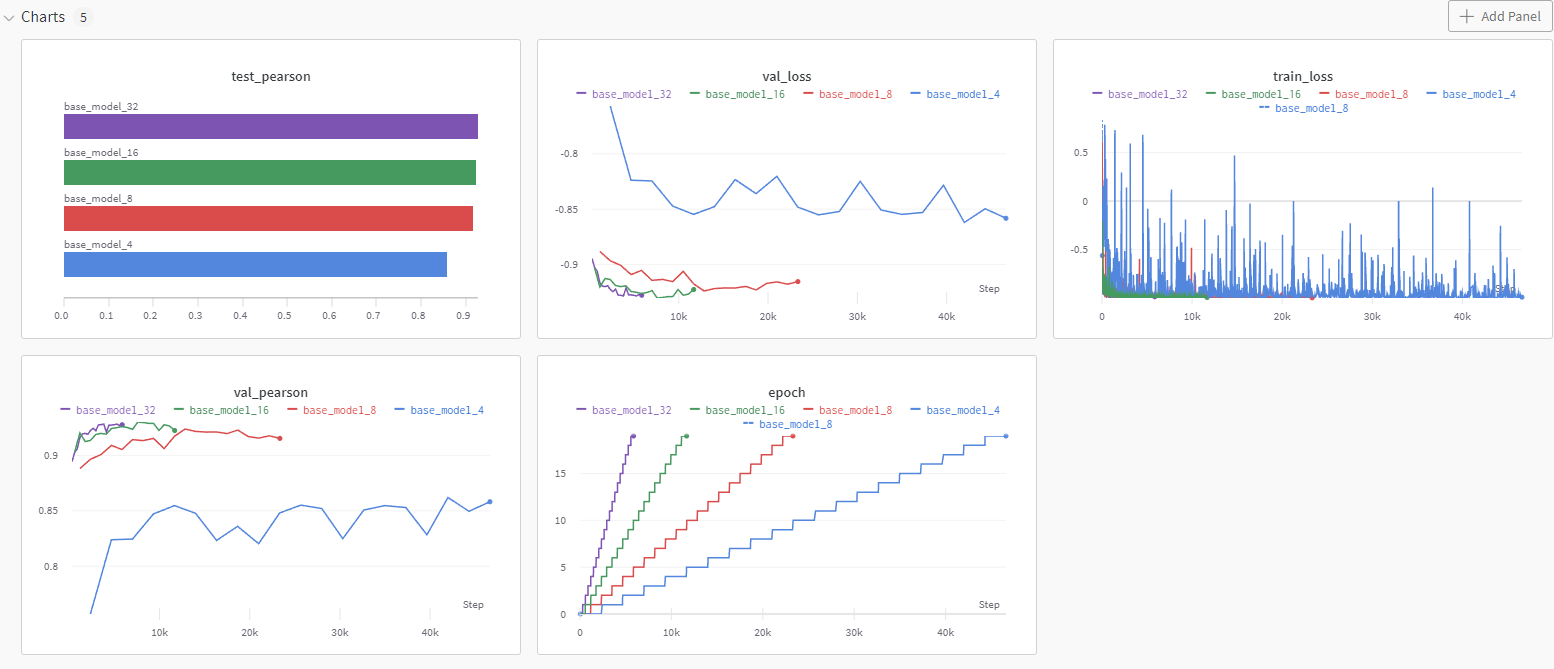 Charts 5
Add Panel
test_pearson
base_model_32
base_model_16
base_model_8
base_model_4
0.0 0.1 0.2 0.3 0.4 0.5 0.6 0.7 0.8 0.9
val_loss
base_model_32 base_model_16 base_model_8 base_model_4
-0.8
-0.85
-0.9
Step
10k 20k 30k 40k
train_loss
base_model_32 base_model_16 base_model_8 base_model_4
base_model_8
0.5
0
-0.5
Step
0 10k 20k 30k 40k
val_pearson
base_model_32 base_model_16 base_model_8 base_model_4
0.9
0.85
0.8
Step
10k 20k 30k 40k
epoch
base_model_32 base_model_16 base_model_8 base_model_4
base_model_8
15
10
5
0
Step
0 10k 20k 30k 40k